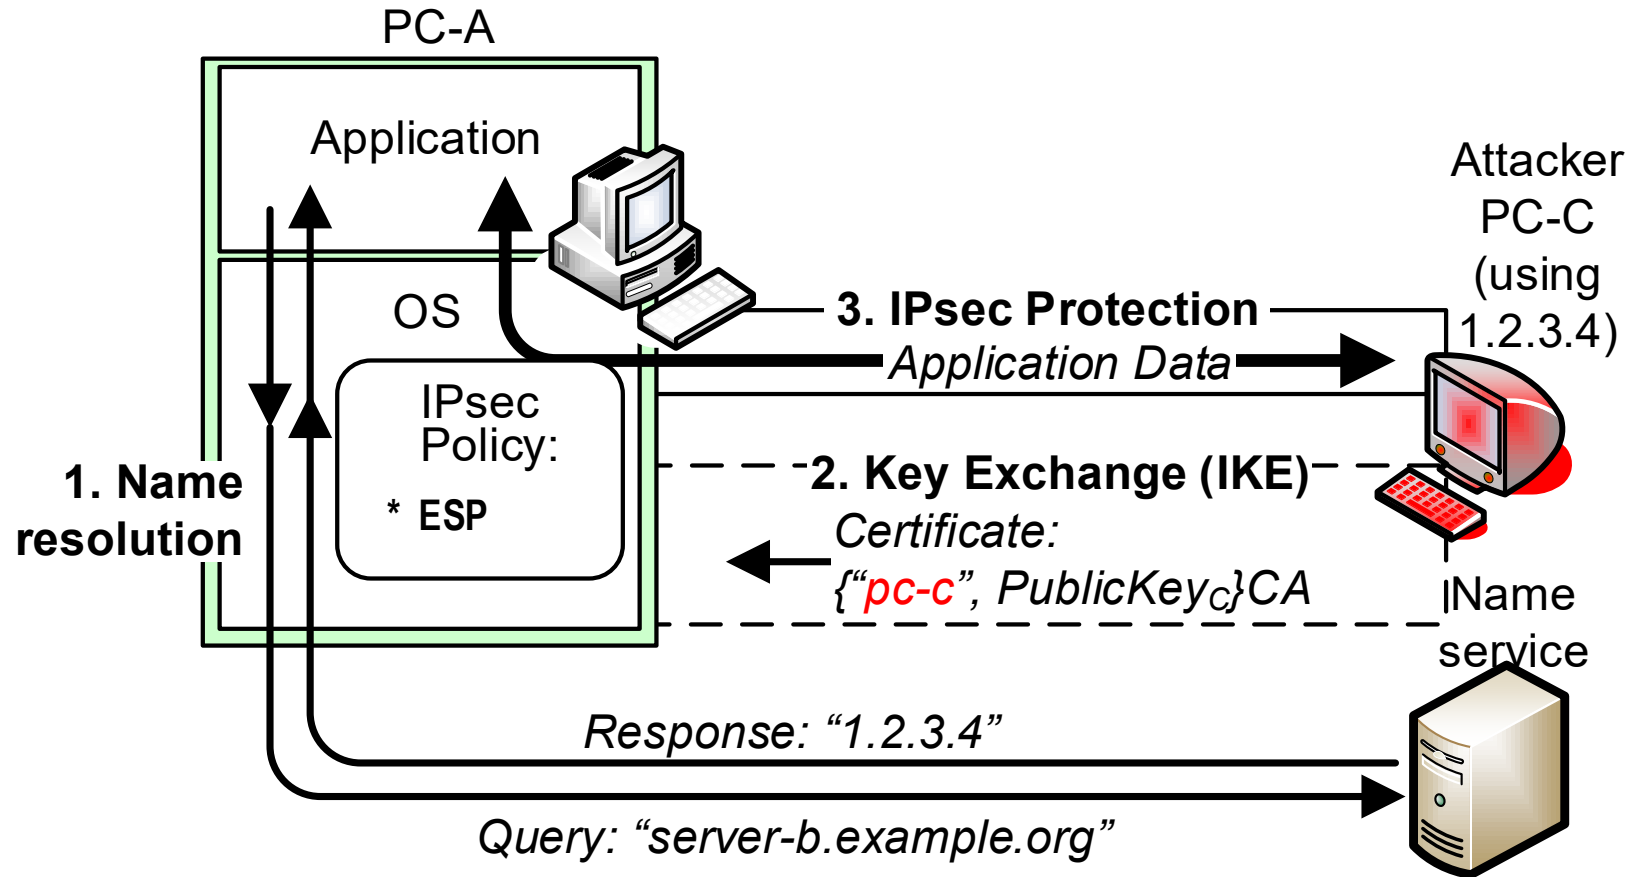 PC-A
Application
Attacker
PC-C
(using
1.2.3.4)
OS
3. IPsec Protection
Application Data
IPsec
Policy:
* ESP
1. Name
resolution
2. Key Exchange (IKE)
Certificate:
{“pc-c”, PublicKeyC}CA
Name
service
Response: “1.2.3.4”
Query: “server-b.example.org”